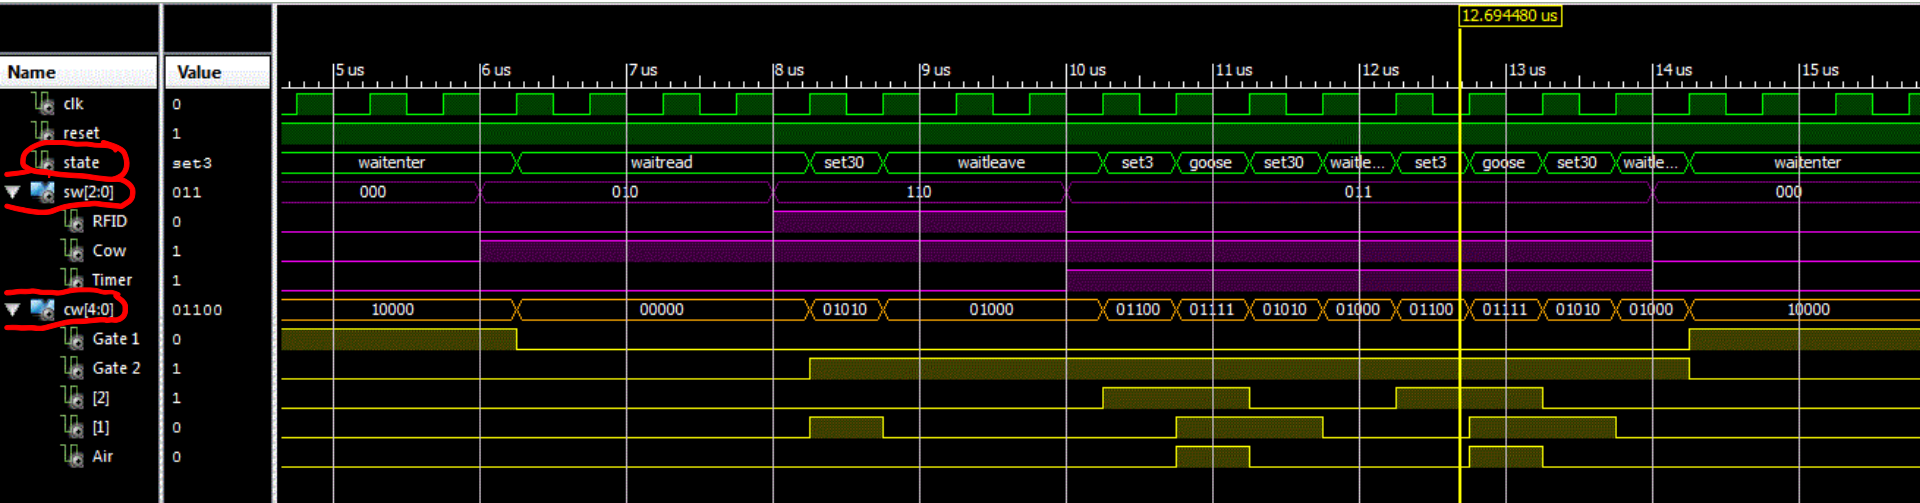 12.694480 us
Name Value 5 us 6 us 7 us 8 us 9 us 10 us 11 us 12 us 13 us 14 us 15 us
clk 0
reset 1
state set3 waitenter waitread set30 waitleave set3 goose set30 waitle... set3 goose set30 waitle... waitenter
sw[2:0] 011 000 010 110 011 000
RFID 0
Cow 1
Timer 1
cw[4:0] 01100 10000 00000 01010 01000 01100 01111 01010 01000 01100 01111 01010 01000 10000
Gate 1 0
Gate 2 1
[2] 1
[1] 0
Air 0